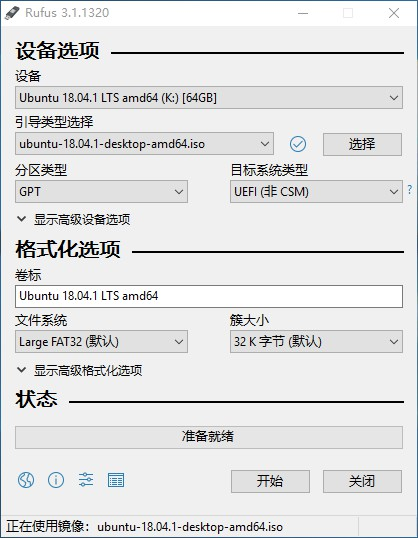 Rufus 3.1.1320
设备选项
设备
Ubuntu 18.04.1 LTS amd64 (K:) [64GB]
引导类型选择
ubuntu-18.04.1-desktop-amd64.iso
选择
分区类型
目标系统类型
GPT
UEFI (非 CSM)
?
显示高级设备选项
格式化选项
卷标
Ubuntu 18.04.1 LTS amd64
文件系统
簇大小
Large FAT32 (默认)
32 K 字节 (默认)
显示高级格式化选项
状态
准备就绪
开始
关闭
正在使用镜像：ubuntu-18.04.1-desktop-amd64.iso